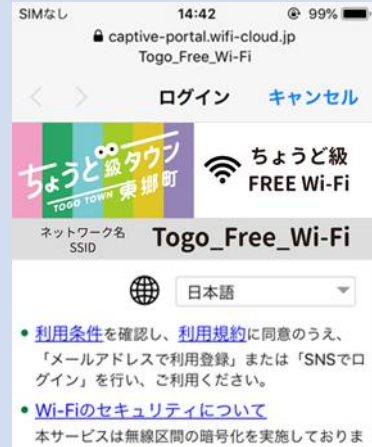 SIMなし 14:42 99%
captive-portal.wifi-cloud.jp
Togo_Free_Wi-Fi
ログイン キャンセル
ちょうど級タウン
TOGO TOWN 東郷町
ちょうど級
FREE Wi-Fi
ネットワーク名
SSID
Togo_Free_Wi-Fi
日本語
• 利用条件を確認し、利用規約に同意のうえ、
「メールアドレスで利用登録」または「SNSでロ
グイン」を行い、ご利用ください。
• Wi-Fiのセキュリティについて
本サービスは無線区間の暗号化を実施しておりま